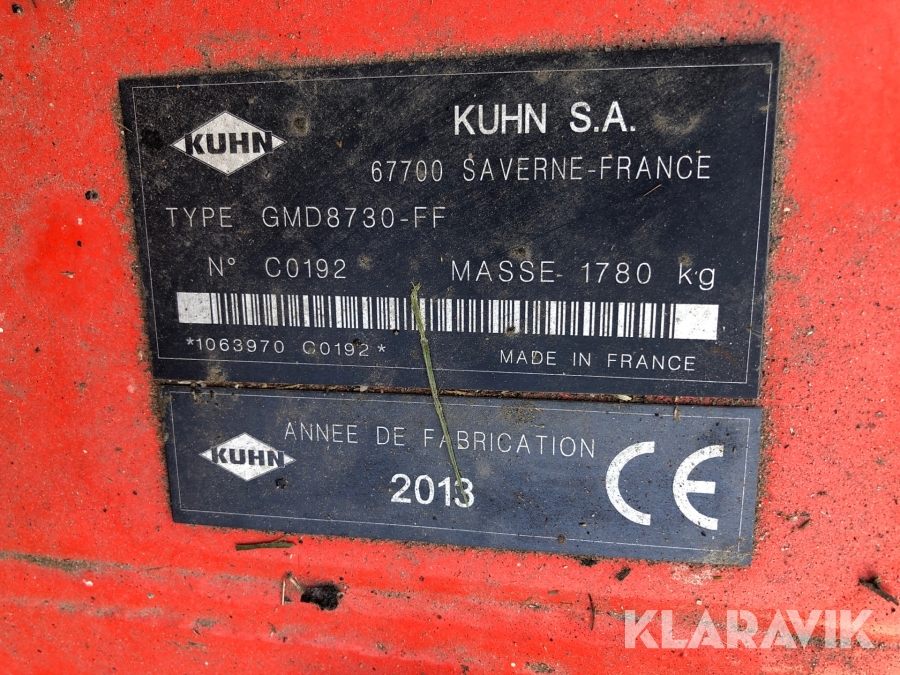 KUHN
KUHN S.A.
67700 SAVERNE-FRANCE
TYPE GMD8730-FF
N° C0192 MASSE 1780 kg
*1063970 C0192*
MADE IN FRANCE
KUHN
ANNEE DE FABRICATION
2013
CE
KLARAVIK